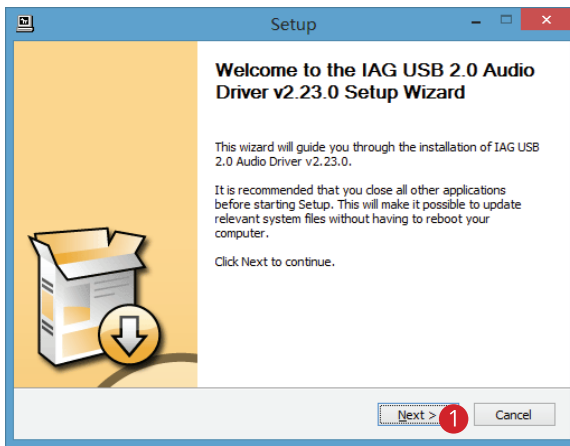 Setup
Welcome to the IAG USB 2.0 Audio
Driver v2.23.0 Setup Wizard
This wizard will guide you through the installation of IAG USB
2.0 Audio Driver v2.23.0.
It is recommended that you close all other applications
before starting Setup. This will make it possible to update
relevant system files without having to reboot your
computer.
Click Next to continue.
Next > 1 Cancel